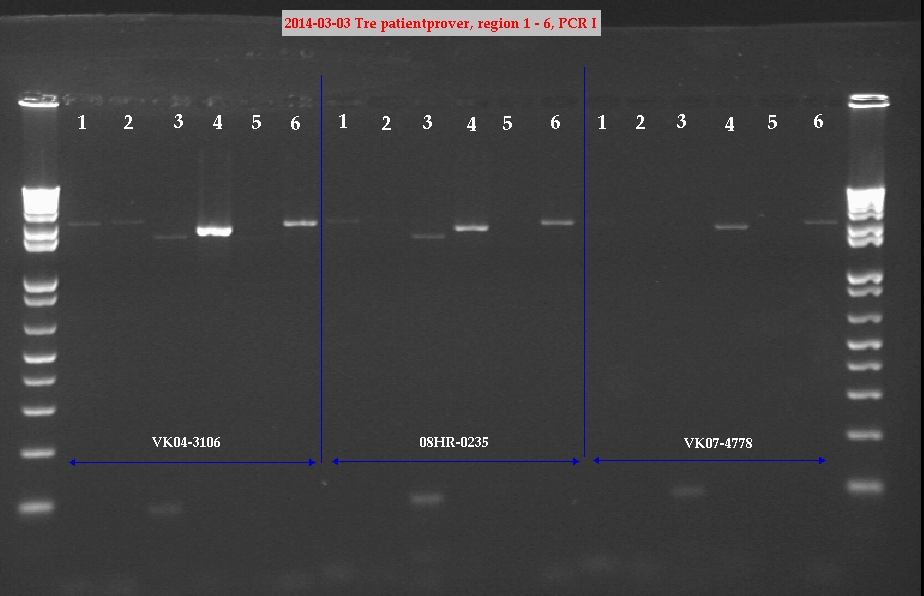 2014-03-03 Tre patientprover, region 1 - 6, PCR I
1 2 3 4 5 6 1 2 3 4 5 6 1 2 3 4 5 6
VK04-3106 08HR-0235 VK07-4778